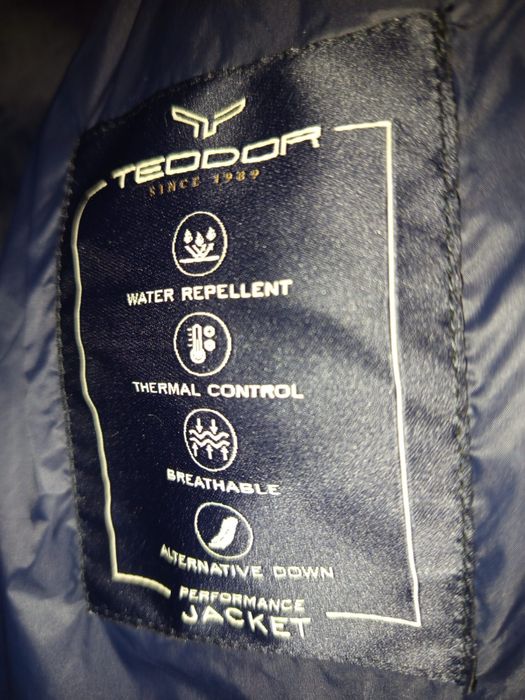 TEODOR
SINCE 1989
WATER REPELLENT
THERMAL CONTROL
BREATHABLE
ALTERNATIVE DOWN
PERFORMANCE
JACKET